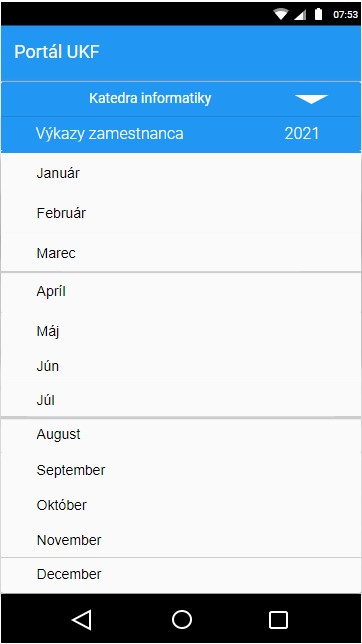 07:53
Portál UKF
Katedra informatiky
Výkazy zamestnanca 2021
Január
Február
Marec
Apríl
Máj
Jún
Júl
August
September
Október
November
December